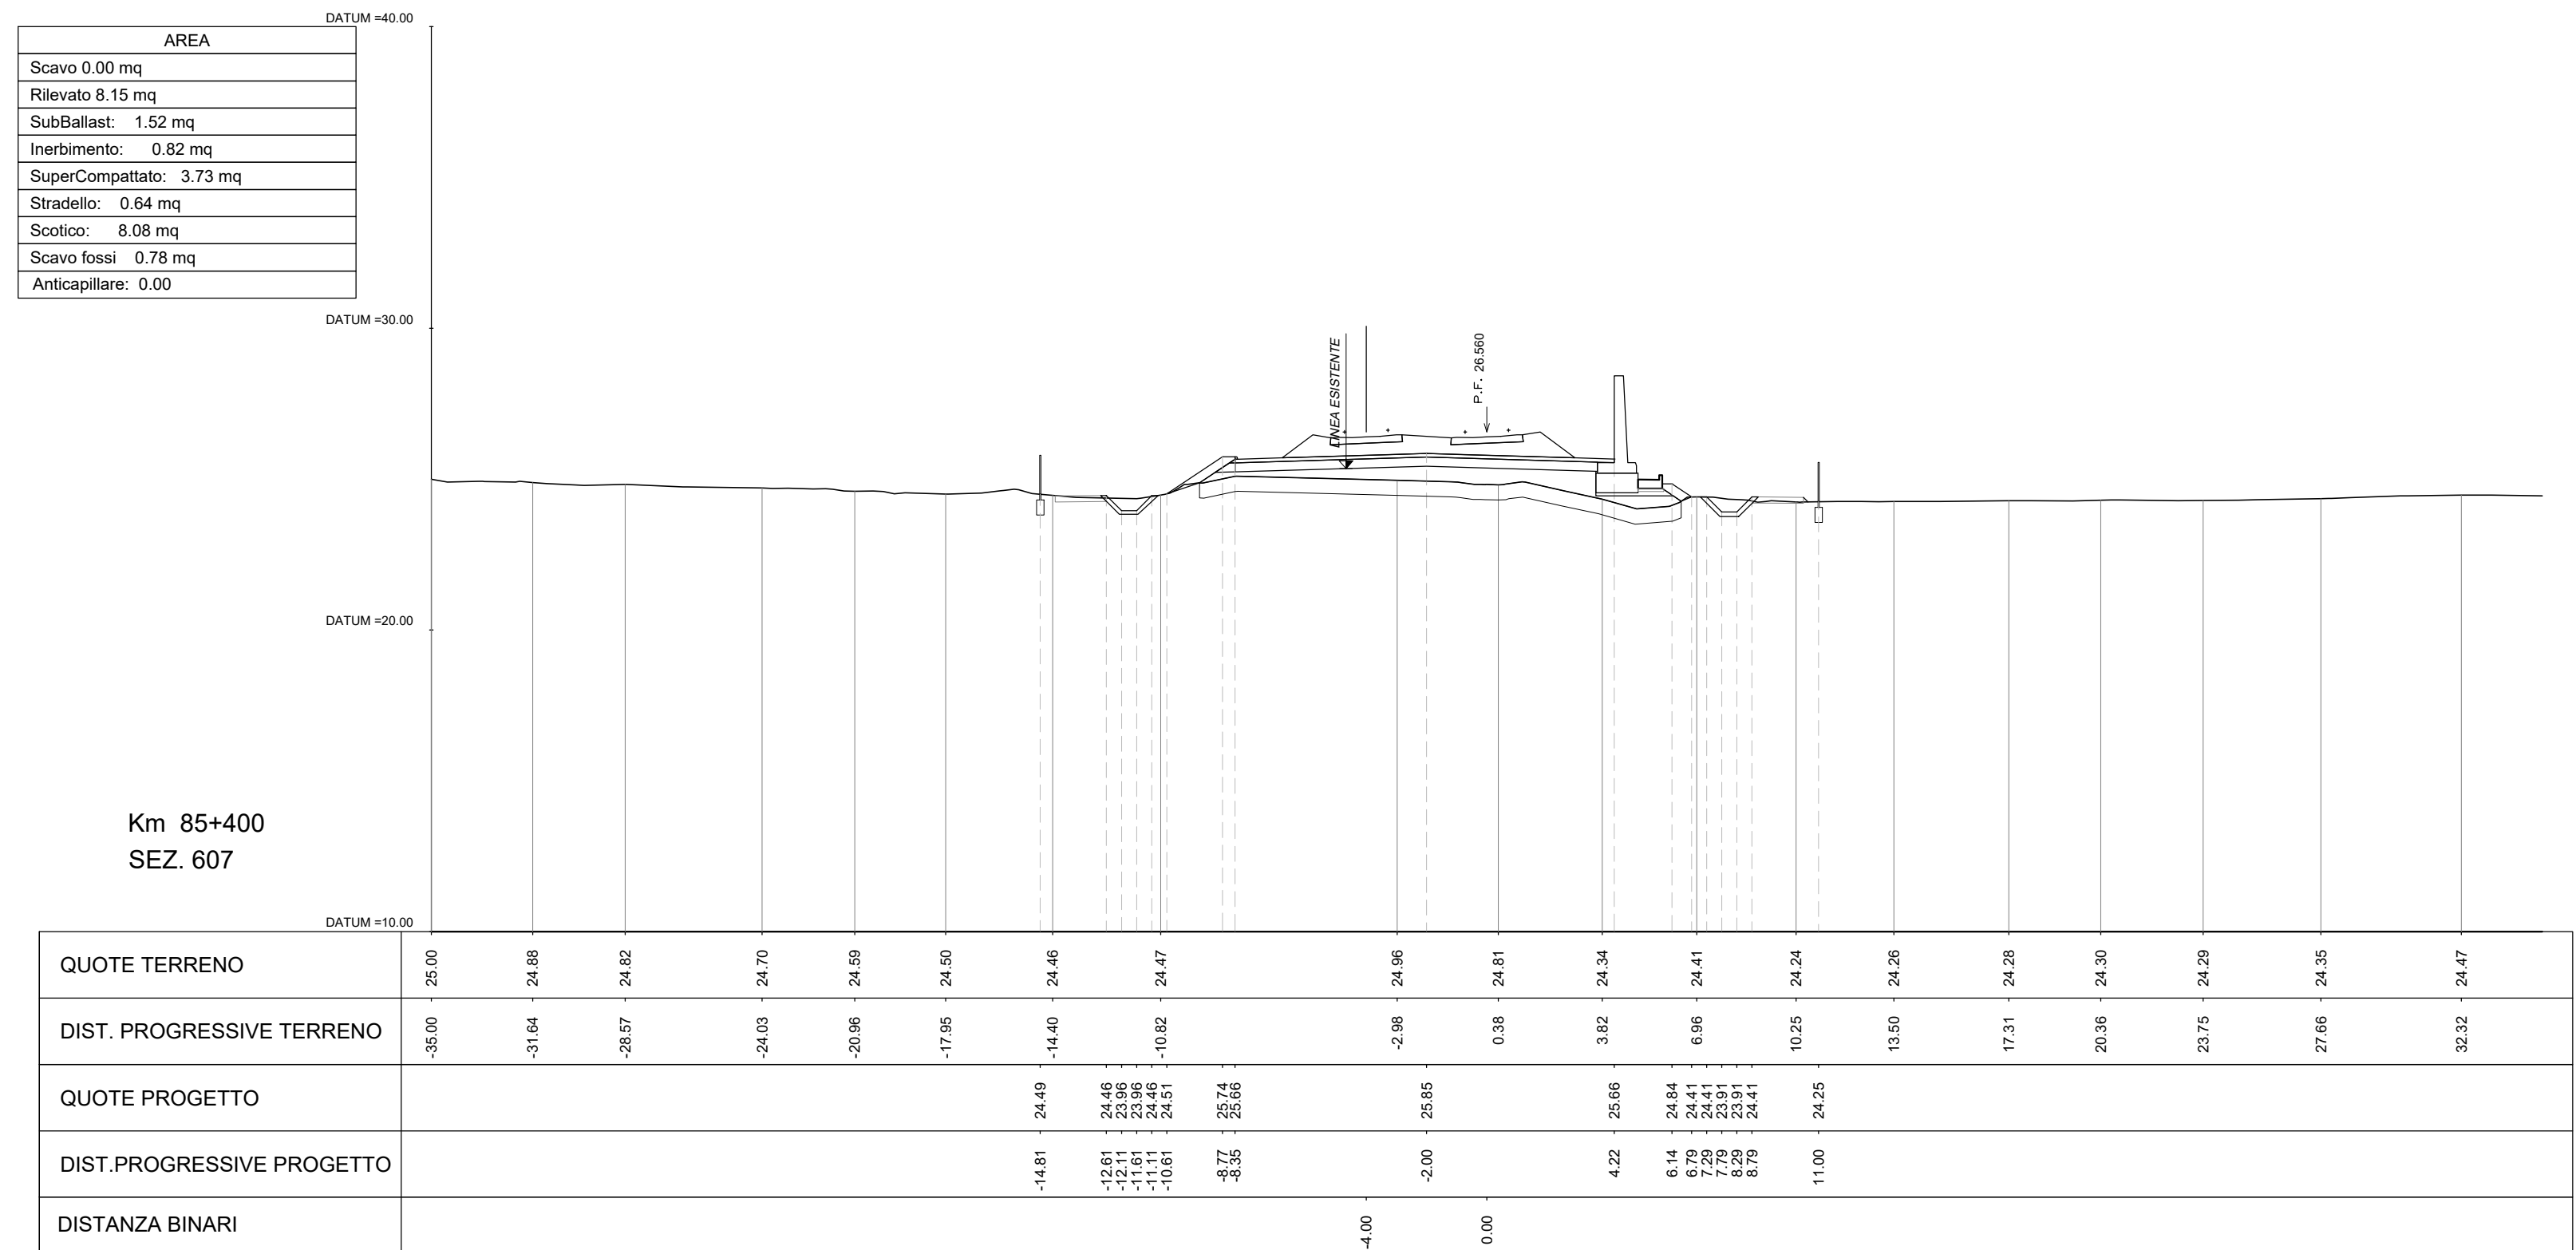 DATUM =40.00
AREA
Scavo 0.00 mq
Rilevato 8.15 mq
SubBallast: 1.52 mq
Inerbimento: 0.82 mq
SuperCompattato: 3.73 mq
Stradello: 0.64 mq
Scotico: 8.08 mq
Scavo fossi 0.78 mq
Anticapillare: 0.00
DATUM =30.00
LINEA ESISTENTE
P.F. 26.560
DATUM =20.00
Km 85+400
SEZ. 607
DATUM =10.00
QUOTE TERRENO 25.00 24.88 24.82 24.70 24.59 24.50 24.46 24.47 24.96 24.81 24.34 24.41 24.24 24.26 24.28 24.30 24.29 24.35 24.47
DIST. PROGRESSIVE TERRENO -35.00 -31.64 -28.57 -24.03 -20.96 -17.95 -14.40 -10.82 -2.98 0.38 3.82 6.96 10.25 13.50 17.31 20.36 23.75 27.66 32.32
QUOTE PROGETTO 24.49 24.46 23.96 23.96 24.46 24.51 25.74 25.66 25.85 25.66 24.84 24.41 24.41 23.91 23.91 24.41 24.25
DIST.PROGRESSIVE PROGETTO -14.81 -12.61 -12.11 -11.61 -11.11 -10.61 -8.77 -8.35 -2.00 4.22 6.14 6.79 7.29 7.79 8.29 8.79 11.00
DISTANZA BINARI -4.00 0.00